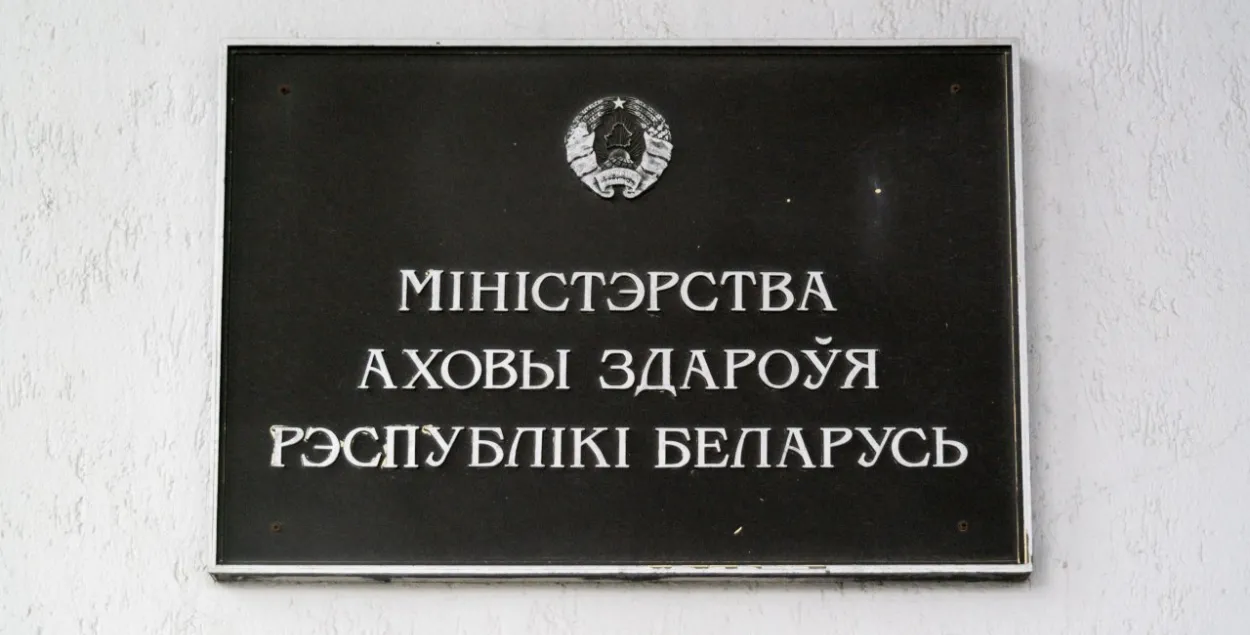 МІНІСТЭРСТВА
АХОВЫ ЗДАРОЎЯ
РЭСПУБЛІКІ БЕЛАРУСЬ